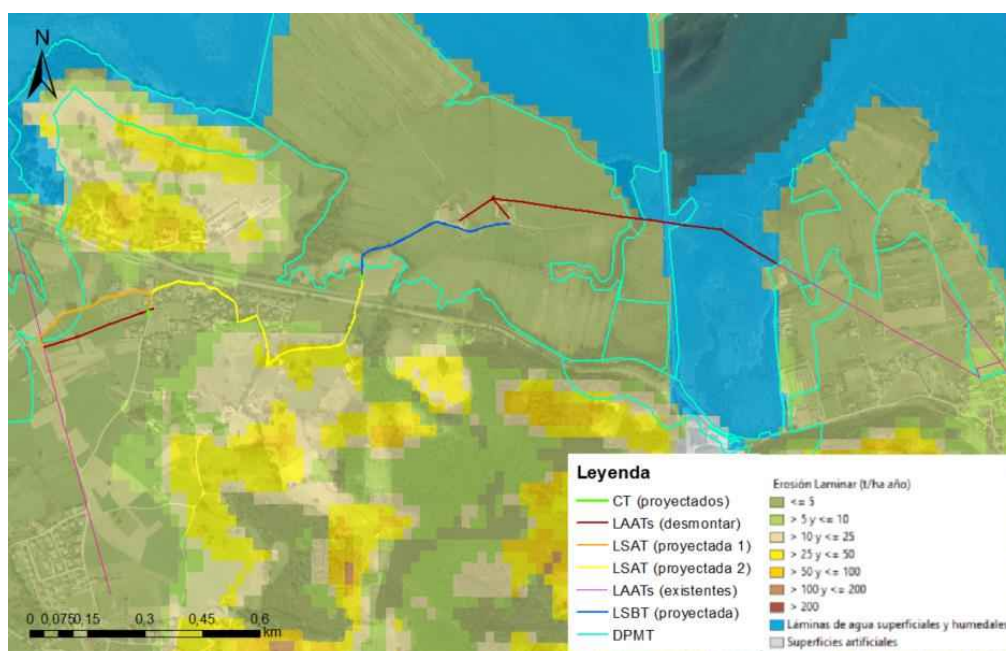 N
Leyenda
CT (proyectados)
LAATs (desmontar)
LSAT (proyectada 1)
LSAT (proyectada 2)
LAATs (existentes)
LSBT (proyectada)
DPMT
Erosión Laminar (t/ha año)
<= 5
> 5 y <= 10
> 10 y <= 25
> 25 y <= 50
> 50 y <= 100
> 100 y <= 200
> 200
Láminas de agua superficiales y humedales
Superficies artificiales
0 0,075 0,15 0,3 0,45 0,6
km